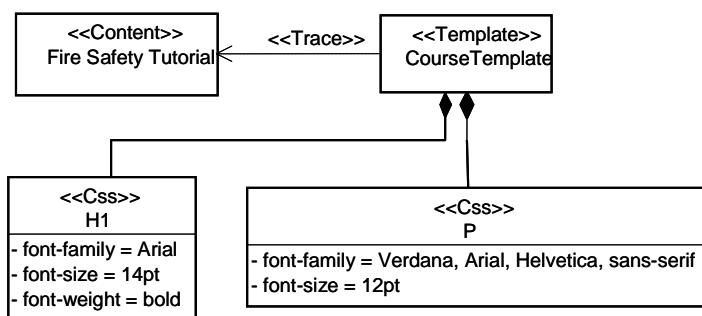 <<Content>>
Fire Safety Tutorial
<<Trace>>
<<Template>>
CourseTemplate
<<Css>>
H1
- font-family = Arial
- font-size = 14pt
- font-weight = bold
<<Css>>
P
- font-family = Verdana, Arial, Helvetica, sans-serif
- font-size = 12pt